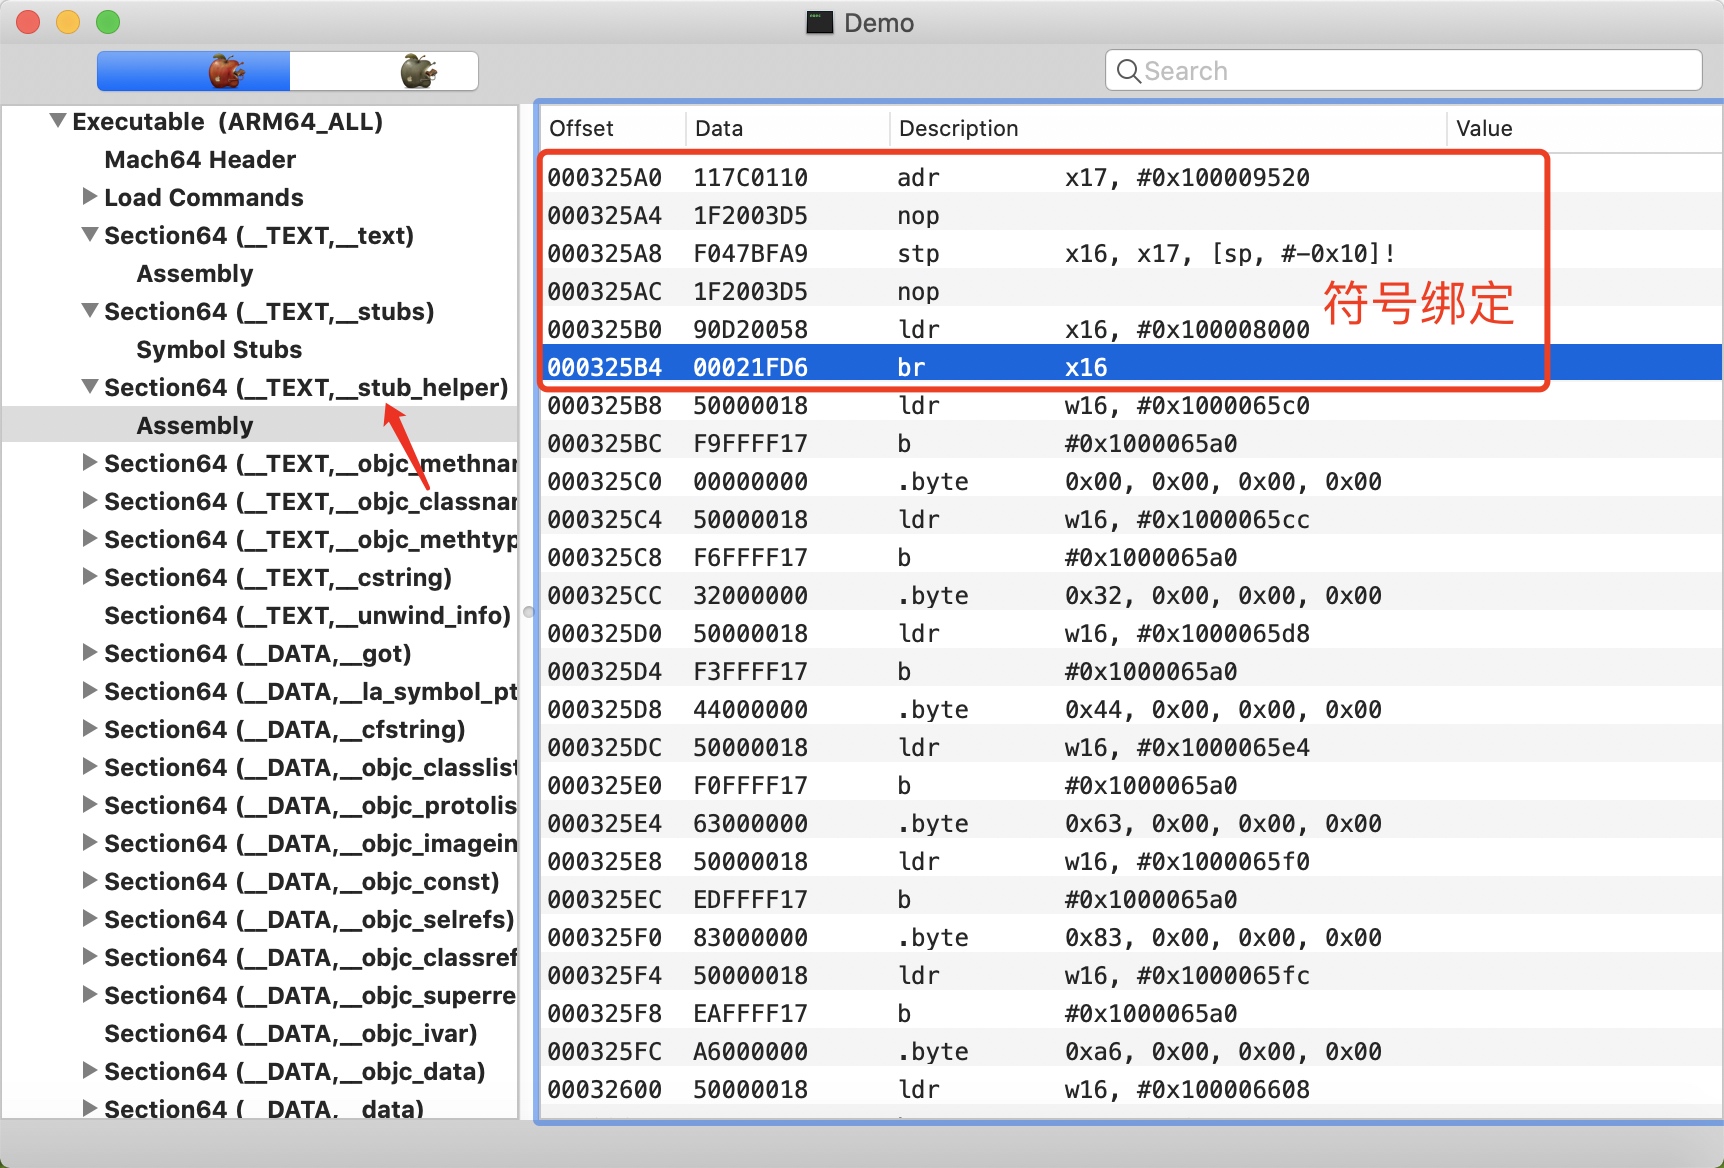 Demo
Search
Executable (ARM64_ALL)
Mach64 Header
Load Commands
Section64 (__TEXT,__text)
Assembly
Section64 (__TEXT,__stubs)
Symbol Stubs
Section64 (__TEXT,__stub_helper)
Assembly
Section64 (__TEXT,__objc_methnar
Section64 (__TEXT,__objc_classnar
Section64 (__TEXT,__objc_methtyp
Section64 (__TEXT,__cstring)
Section64 (__TEXT,__unwind_info)
Section64 (__DATA,__got)
Section64 (__DATA,__la_symbol_pt
Section64 (__DATA,__cfstring)
Section64 (__DATA,__objc_classlist
Section64 (__DATA,__objc_protolis
Section64 (__DATA,__objc_imagein
Section64 (__DATA,__objc_const)
Section64 (__DATA,__objc_selrefs)
Section64 (__DATA,__objc_classref
Section64 (__DATA,__objc_superre
Section64 (__DATA,__objc_ivar)
Section64 (__DATA,__objc_data)
Section64 (__DATA,__data)
Offset Data Description Value
000325A0 117C0110 adr x17, #0x100009520
000325A4 1F2003D5 nop
000325A8 F047BFA9 stp x16, x17, [sp, #-0x10]!
000325AC 1F2003D5 nop
符号绑定
000325B0 90D20058 ldr x16, #0x100008000
000325B4 00021FD6 br x16
000325B8 50000018 ldr w16, #0x1000065c0
000325BC F9FFFF17 b #0x1000065a0
000325C0 00000000 .byte 0x00, 0x00, 0x00, 0x00
000325C4 50000018 ldr w16, #0x1000065cc
000325C8 F6FFFF17 b #0x1000065a0
000325CC 32000000 .byte 0x32, 0x00, 0x00, 0x00
000325D0 50000018 ldr w16, #0x1000065d8
000325D4 F3FFFF17 b #0x1000065a0
000325D8 44000000 .byte 0x44, 0x00, 0x00, 0x00
000325DC 50000018 ldr w16, #0x1000065e4
000325E0 F0FFFF17 b #0x1000065a0
000325E4 63000000 .byte 0x63, 0x00, 0x00, 0x00
000325E8 50000018 ldr w16, #0x1000065f0
000325EC EDFFFF17 b #0x1000065a0
000325F0 83000000 .byte 0x83, 0x00, 0x00, 0x00
000325F4 50000018 ldr w16, #0x1000065fc
000325F8 EAFFFF17 b #0x1000065a0
000325FC A6000000 .byte 0xa6, 0x00, 0x00, 0x00
00032600 50000018 ldr w16, #0x100006608